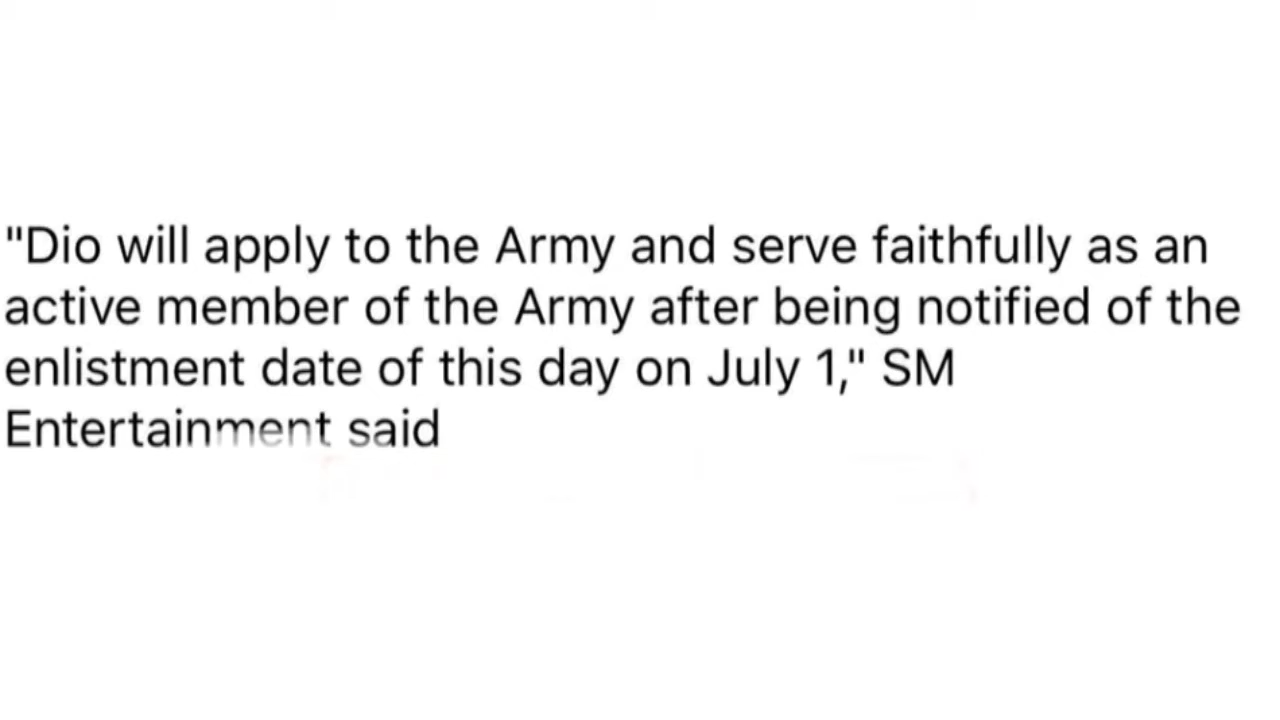 "Dio will apply to the Army and serve faithfully as an
active member of the Army after being notified of the
enlistment date of this day on July 1," SM
Entertainment said